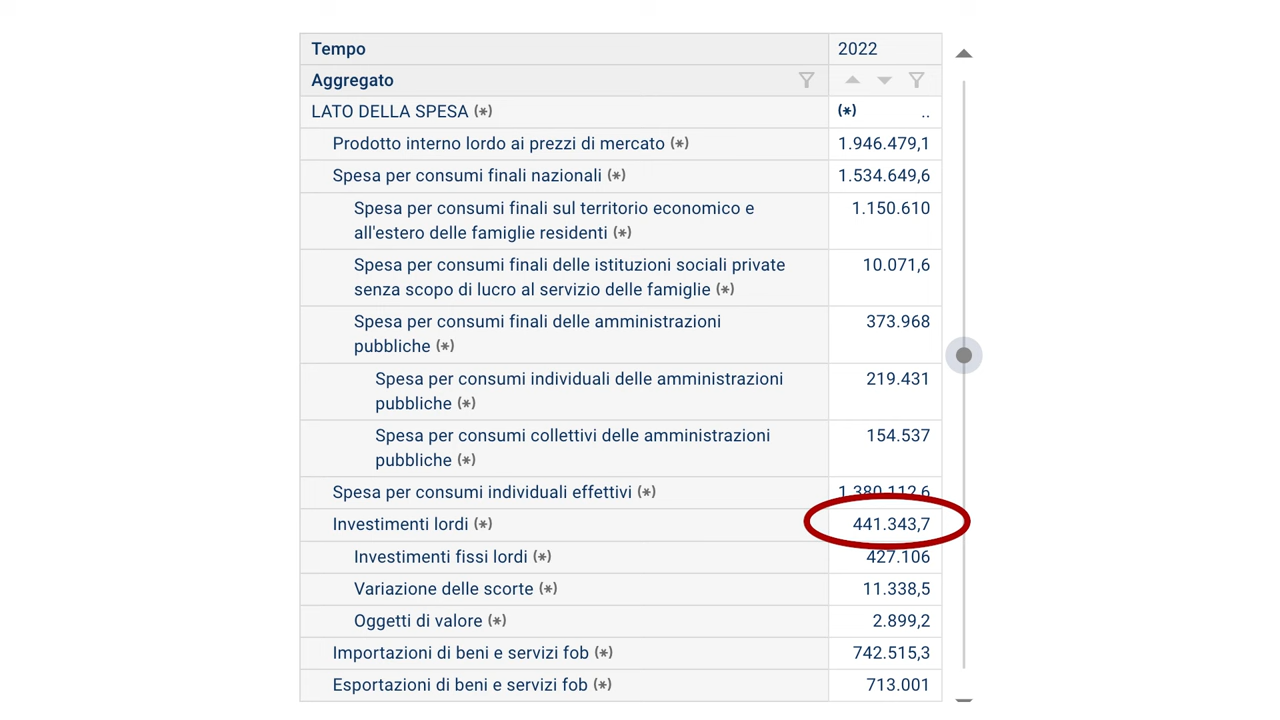 Tempo 2022
Aggregato
LATO DELLA SPESA (*) (*) ..
Prodotto interno lordo ai prezzi di mercato (*) 1.946.479,1
Spesa per consumi finali nazionali (*) 1.534.649,6
Spesa per consumi finali sul territorio economico e 1.150.610
all'estero delle famiglie residenti (*)
Spesa per consumi finali delle istituzioni sociali private 10.071,6
senza scopo di lucro al servizio delle famiglie (*)
Spesa per consumi finali delle amministrazioni 373.968
pubbliche (*)
Spesa per consumi individuali delle amministrazioni 219.431
pubbliche (*)
Spesa per consumi collettivi delle amministrazioni 154.537
pubbliche (*)
Spesa per consumi individuali effettivi (*) 1.380.112,6
Investimenti lordi (*) 441.343,7
Investimenti fissi lordi (*) 427.106
Variazione delle scorte (*) 11.338,5
Oggetti di valore (*) 2.899,2
Importazioni di beni e servizi fob (*) 742.515,3
Esportazioni di beni e servizi fob (*) 713.001